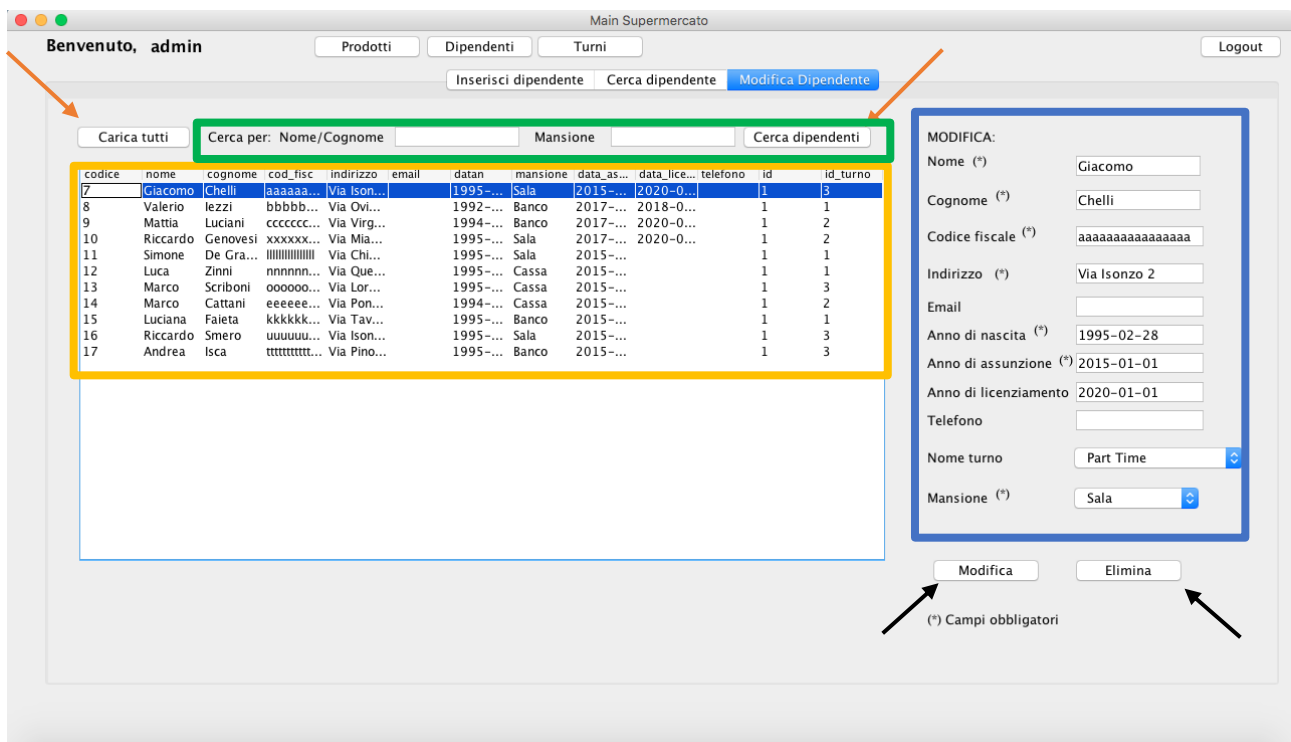 Main Supermercato
Benvenuto, admin Prodotti Dipendenti Turni Logout
Inserisci dipendente Cerca dipendente Modifica Dipendente
Carica tutti Cerca per: Nome/Cognome Mansione Cerca dipendenti
codice nome cognome cod_fisc indirizzo email datan mansione data_as... data_lice... telefono id id_turno
7 Giacomo Chelli aaaaaa... Via Ison... 1995-... Sala 2015-... 2020-0... 1 3
8 Valerio Iezzi bbbbb... Via Ovi... 1992-... Banco 2017-... 2018-0... 1 1
9 Mattia Luciani ccccccc... Via Virg... 1994-... Banco 2017-... 2020-0... 1 2
10 Riccardo Genovesi xxxxxx... Via Mia... 1995-... Sala 2017-... 2020-0... 1 2
11 Simone De Gra... llllllllllllllll Via Chi... 1995-... Sala 2015-... 1 1
12 Luca Zinni nnnnnn... Via Que... 1995-... Cassa 2015-... 1 1
13 Marco Scriboni oooooo... Via Lor... 1995-... Cassa 2015-... 1 3
14 Marco Cattani eeeeee... Via Pon... 1994-... Cassa 2015-... 1 2
15 Luciana Faieta kkkkkk... Via Tav... 1995-... Banco 2015-... 1 1
16 Riccardo Smero uuuuuu... Via Ison... 1995-... Sala 2015-... 1 3
17 Andrea Isca ttttttttttt... Via Pino... 1995-... Banco 2015-... 1 3
MODIFICA:
Nome (*) Giacomo
Cognome (*) Chelli
Codice fiscale (*) aaaaaaaaaaaaaaaa
Indirizzo (*) Via Isonzo 2
Email
Anno di nascita (*) 1995-02-28
Anno di assunzione (*) 2015-01-01
Anno di licenziamento 2020-01-01
Telefono
Nome turno Part Time
Mansione (*) Sala
Modifica Elimina
(*) Campi obbligatori